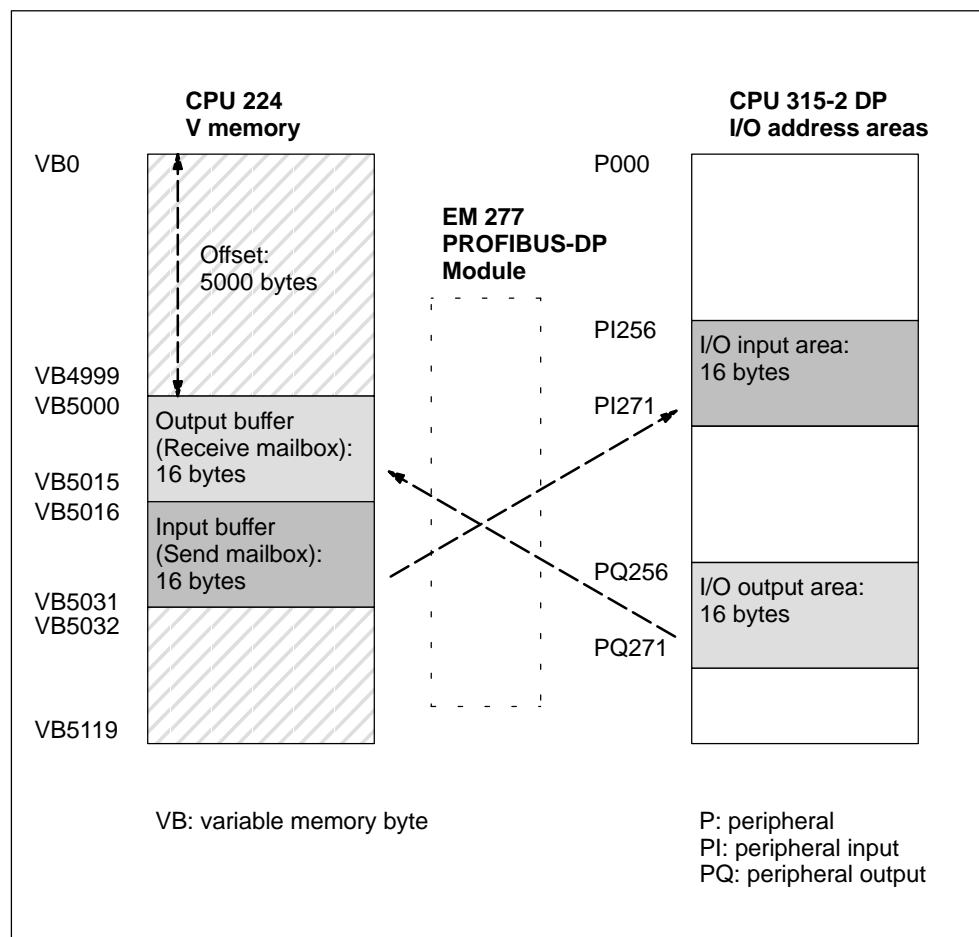 CPU 224
V memory
CPU 315-2 DP
I/O address areas
VB0
P000
EM 277
PROFIBUS-DP
Module
Offset:
5000 bytes
PI256
I/O input area:
16 bytes
VB4999
VB5000
PI271
Output buffer
(Receive mailbox):
16 bytes
VB5015
VB5016
Input buffer
(Send mailbox):
16 bytes
PQ256
I/O output area:
16 bytes
VB5031
VB5032
PQ271
VB5119
VB: variable memory byte
P: peripheral
PI: peripheral input
PQ: peripheral output